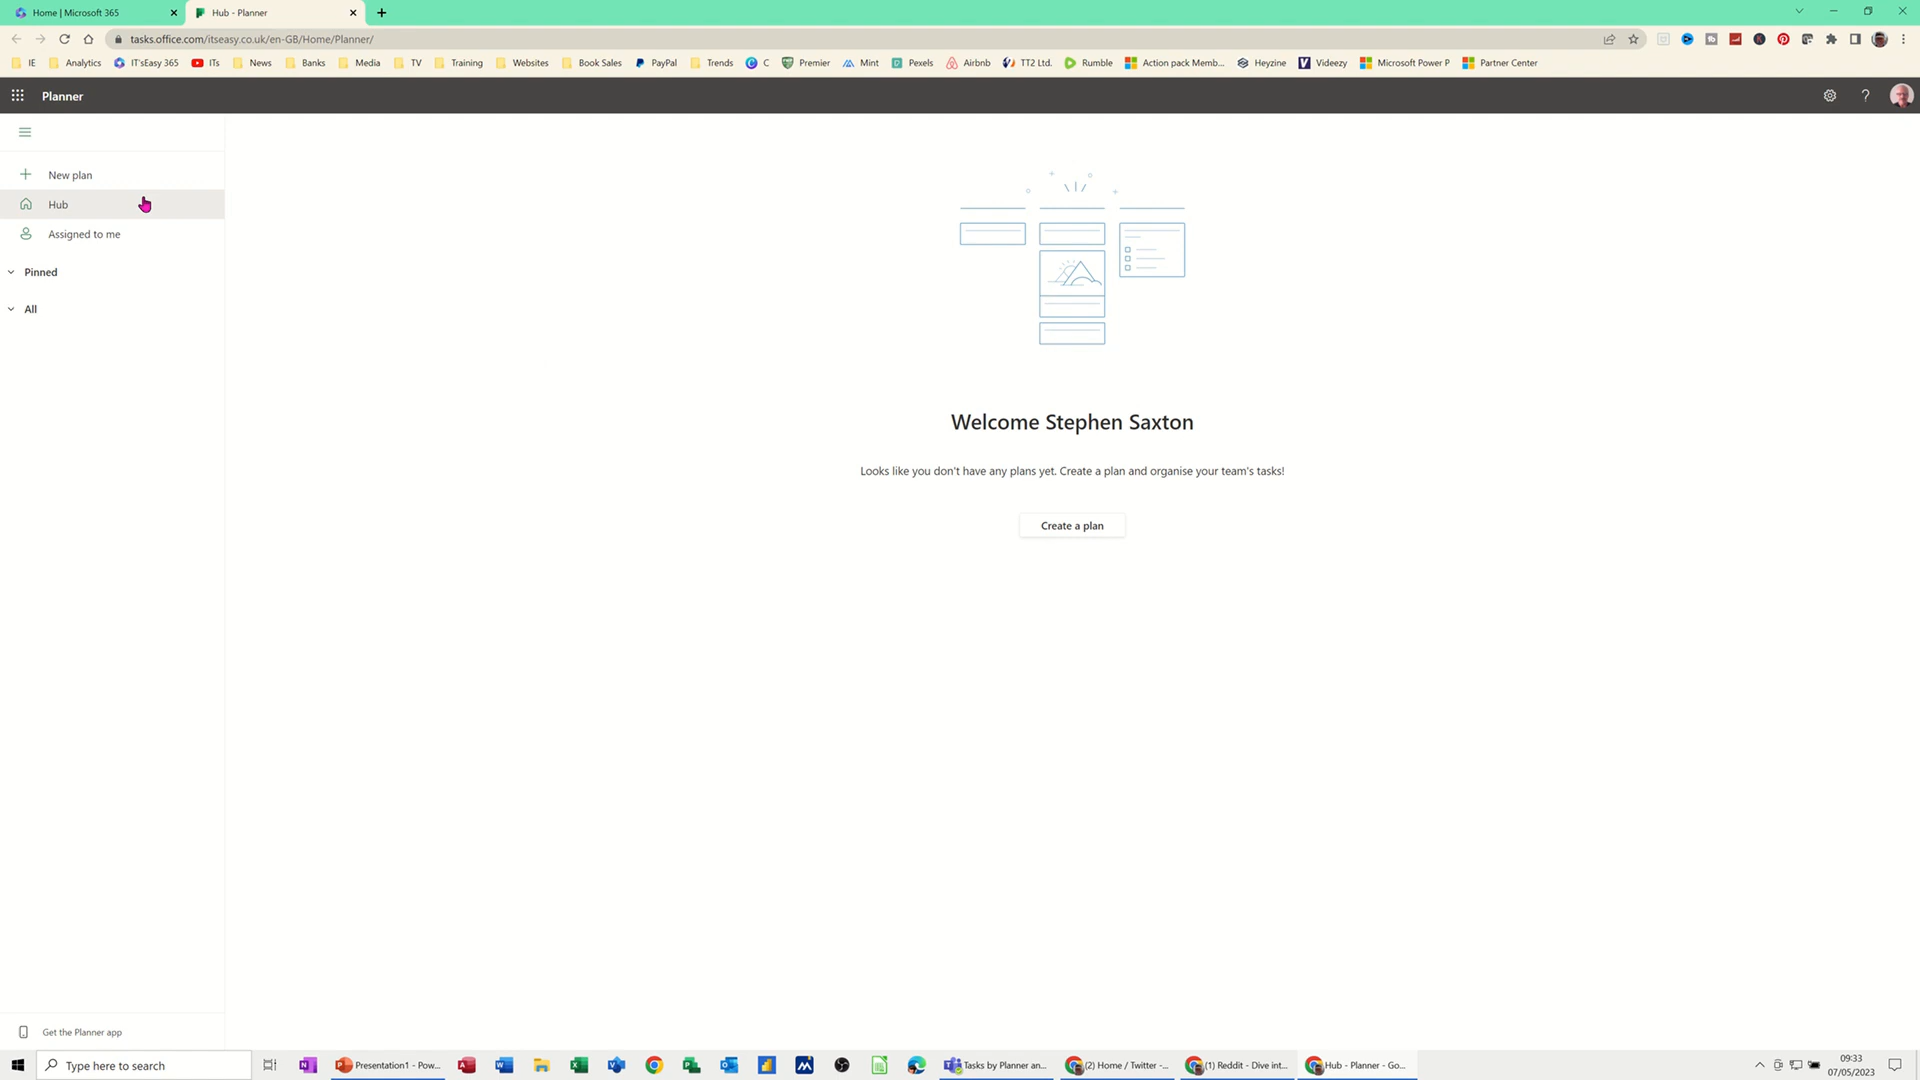 Home | Microsoft 365
Hub - Planner
tasks.office.com/itseasy.co.uk/en-GB/Home/Planner/
IE Analytics IT'sEasy 365 ITs News Banks Media TV Training Websites Book Sales PayPal Trends C Premier Mint Pexels Airbnb TT2 Ltd. Rumble Action pack Memb... Heyzine Videezy Microsoft Power P Partner Center
Planner
New plan
Hub
Assigned to me
Pinned
All
Welcome Stephen Saxton
Looks like you don't have any plans yet. Create a plan and organise your team's tasks!
Create a plan
Get the Planner app
Type here to search
Presentation1 - Pow...
Tasks by Planner an...
(2) Home / Twitter -...
(1) Reddit - Dive int...
Hub - Planner - Go...
09:33
07/05/2023